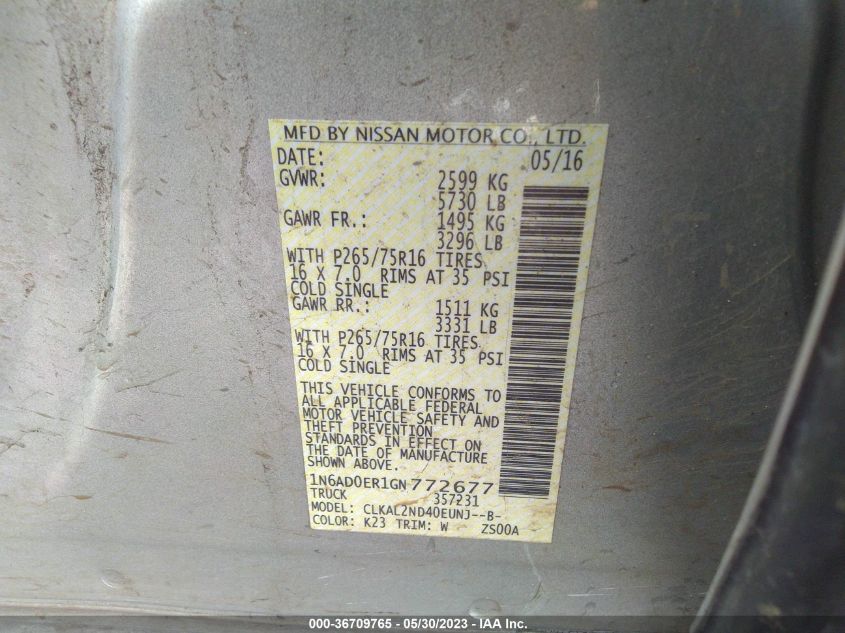 MFD BY NISSAN MOTOR CO., LTD.
DATE: 05/16
GVWR: 2599 KG
5730 LB
GAWR FR.: 1495 KG
3296 LB
WITH P265/75R16 TIRES
16 X 7.0 RIMS AT 35 PSI
COLD SINGLE
GAWR RR.: 1511 KG
3331 LB
WITH P265/75R16 TIRES
16 X 7.0 RIMS AT 35 PSI
COLD SINGLE
THIS VEHICLE CONFORMS TO
ALL APPLICABLE FEDERAL
MOTOR VEHICLE SAFETY AND
THEFT PREVENTION
STANDARDS IN EFFECT ON
THE DATE OF MANUFACTURE
SHOWN ABOVE.
1N6AD0ER1GN772677
TRUCK 357231
MODEL: CLKAL2ND40EUNJ--B-
COLOR: K23 TRIM: W ZS00A
000-36709765 - 05/30/2023 - IAA Inc.